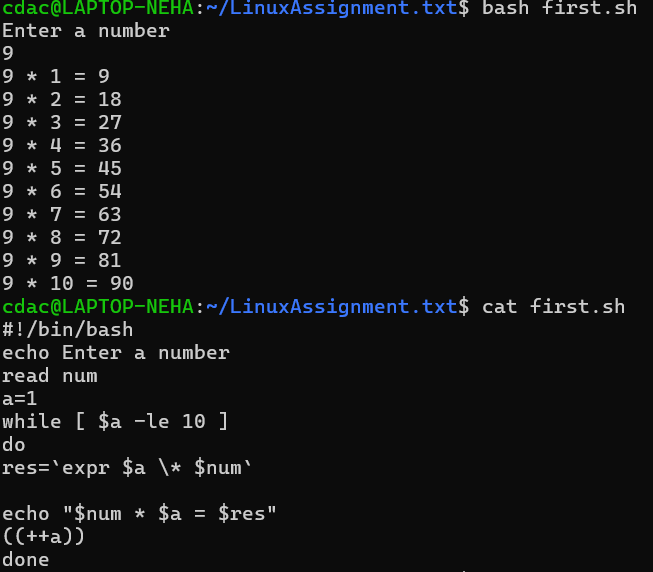 cdac@LAPTOP-NEHA:~/LinuxAssignment.txt$ bash first.sh
Enter a number
9
9 * 1 = 9
9 * 2 = 18
9 * 3 = 27
9 * 4 = 36
9 * 5 = 45
9 * 6 = 54
9 * 7 = 63
9 * 8 = 72
9 * 9 = 81
9 * 10 = 90
cdac@LAPTOP-NEHA:~/LinuxAssignment.txt$ cat first.sh
#!/bin/bash
echo Enter a number
read num
a=1
while [ $a -le 10 ]
do
res=`expr $a \* $num`
echo "$num * $a = $res"
((++a))
done